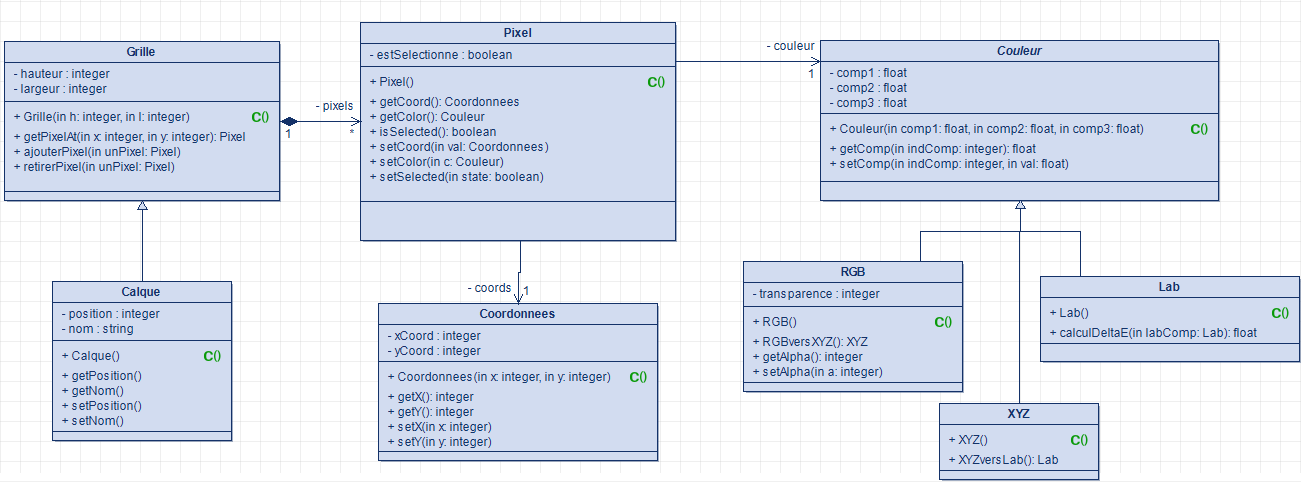 Grille
- hauteur : integer
- largeur : integer
+ Grille(in h: integer, in l: integer) C()
+ getPixelAt(in x: integer, in y: integer): Pixel
+ ajouterPixel(in unPixel: Pixel)
+ retirerPixel(in unPixel: Pixel)
- pixels
1
*
Pixel
- estSelectionne : boolean
+ Pixel() C()
+ getCoord(): Coordonnees
+ getColor(): Couleur
+ isSelected(): boolean
+ setCoord(in val: Coordonnees)
+ setColor(in c: Couleur)
+ setSelected(in state: boolean)
- couleur
1
Couleur
- comp1 : float
- comp2 : float
- comp3 : float
+ Couleur(in comp1: float, in comp2: float, in comp3: float) C()
+ getComp(in indComp: integer): float
+ setComp(in indComp: integer, in val: float)
Calque
- position : integer
- nom : string
+ Calque() C()
+ getPosition()
+ getNom()
+ setPosition()
+ setNom()
- coords
1
Coordonnees
- xCoord : integer
- yCoord : integer
+ Coordonnees(in x: integer, in y: integer) C()
+ getX(): integer
+ getY(): integer
+ setX(in x: integer)
+ setY(in y: integer)
RGB
- transparence : integer
+ RGB() C()
+ RGBversXYZ(): XYZ
+ getAlpha(): integer
+ setAlpha(in a: integer)
Lab
+ Lab() C()
+ calculDeltaE(in labComp: Lab): float
XYZ
+ XYZ() C()
+ XYZversLab(): Lab